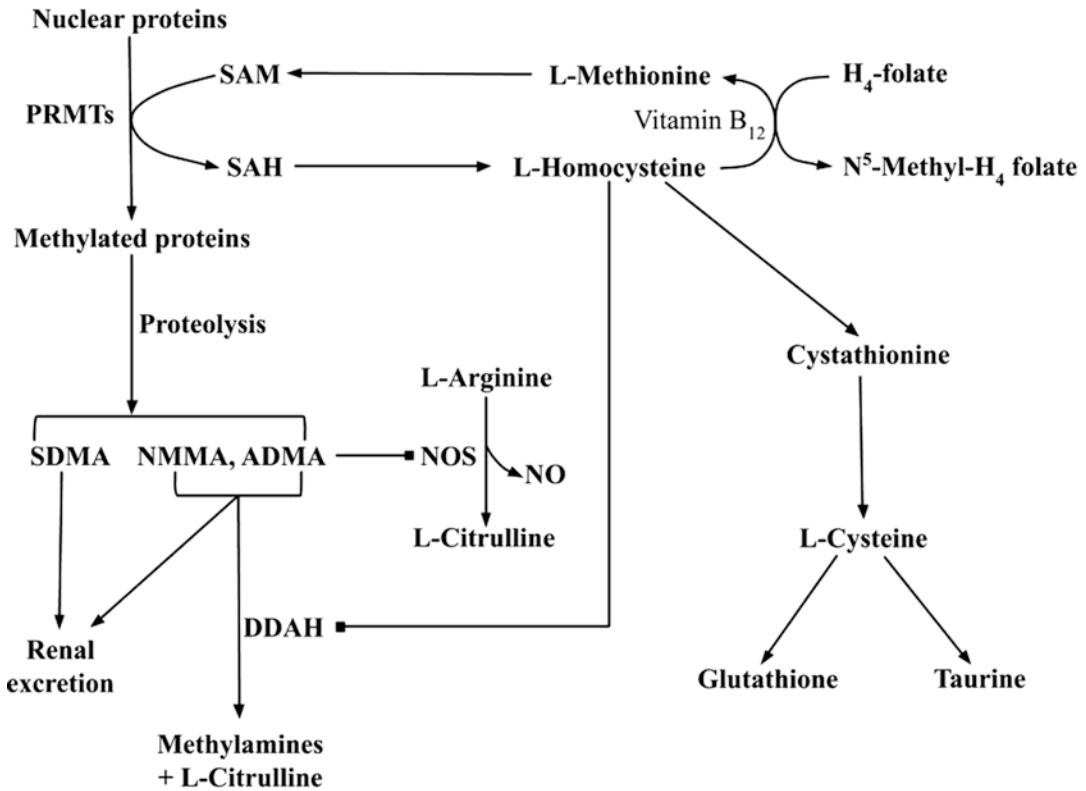 Nuclear proteins
SAM
L-Methionine
H₄-folate
PRMTs
Vitamin B₁₂
SAH
L-Homocysteine
N⁵-Methyl-H₄ folate
Methylated proteins
Proteolysis
Cystathionine
L-Arginine
SDMA
NMMA, ADMA
NOS
NO
L-Citrulline
L-Cysteine
DDAH
Renal
excretion
Glutathione
Taurine
Methylamines
+ L-Citrulline